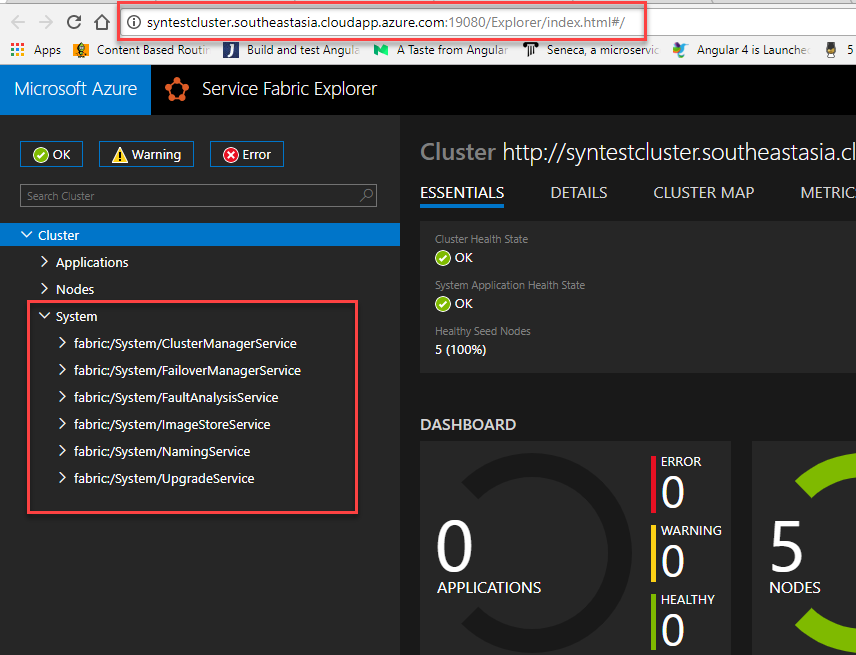 syntestcluster.southeastasia.cloudapp.azure.com:19080/Explorer/index.html#/
Apps Content Based Routin Build and test Angula A Taste from Angular Seneca, a microservic Angular 4 is Launche 5
Microsoft Azure Service Fabric Explorer
OK Warning Error
Search Cluster
Cluster
Applications
Nodes
System
fabric:/System/ClusterManagerService
fabric:/System/FailoverManagerService
fabric:/System/FaultAnalysisService
fabric:/System/ImageStoreService
fabric:/System/NamingService
fabric:/System/UpgradeService
Cluster http://syntestcluster.southeastasia.cl
ESSENTIALS DETAILS CLUSTER MAP METRICS
Cluster Health State
OK
System Application Health State
OK
Healthy Seed Nodes
5 (100%)
DASHBOARD
0
APPLICATIONS
ERROR
0
WARNING
0
HEALTHY
0
5
NODES